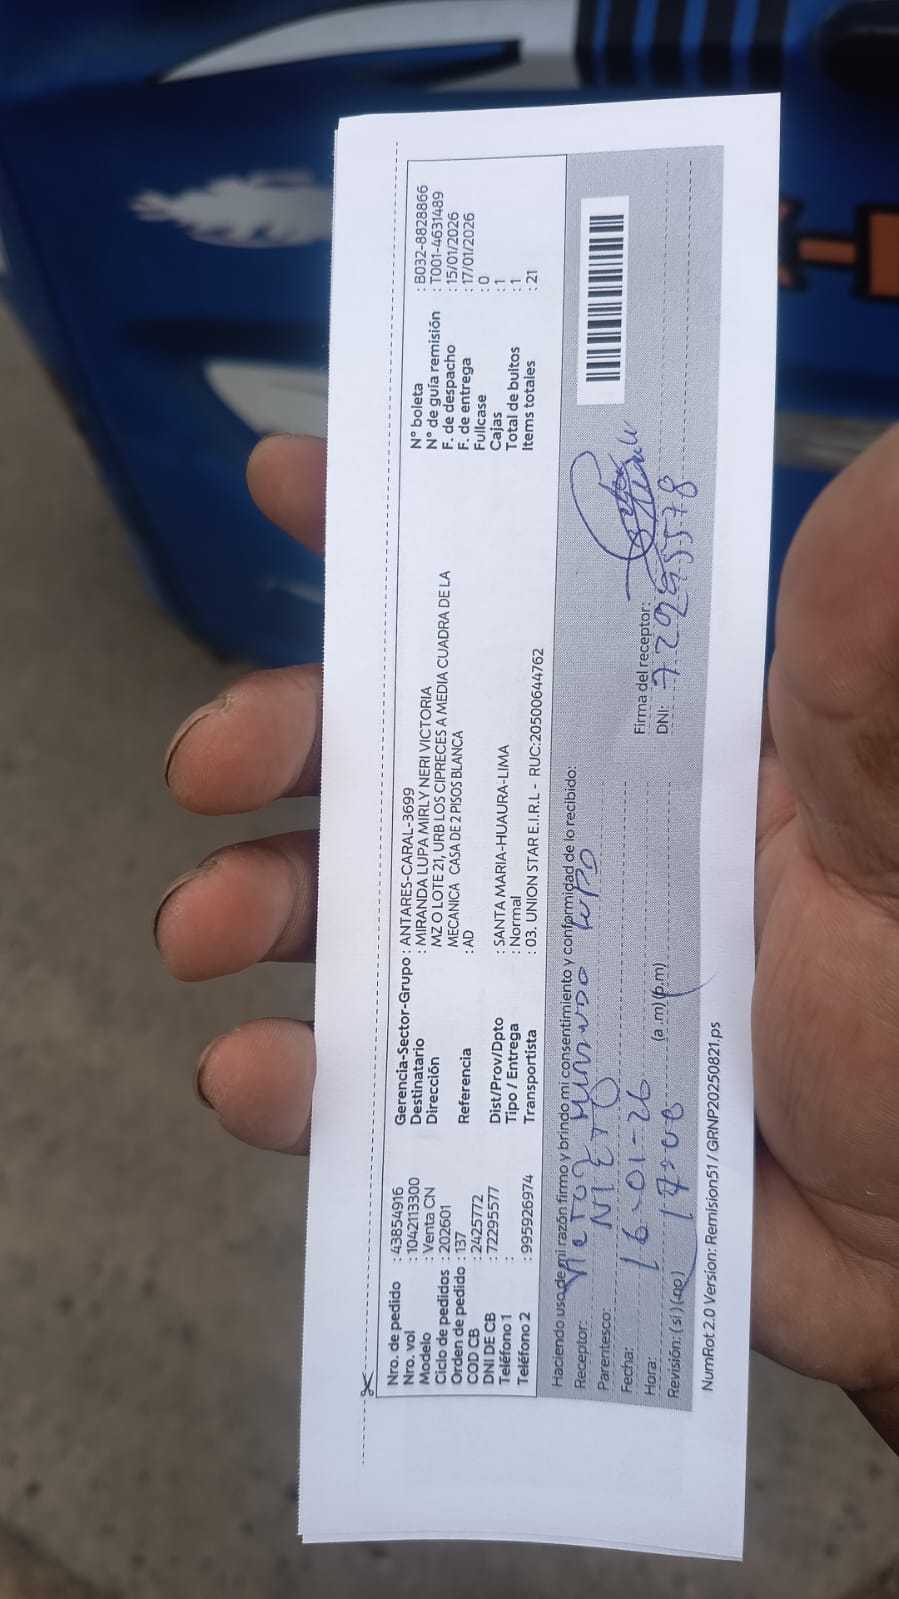 Nro. de pedido : 43854916
Nro. vol : 1042113300
Modelo : Venta CN
Ciclo de pedidos : 202601
Orden de pedido : 137
COD CB : 2425772
DNI DE CB : 72295577
Teléfono 1 :
Teléfono 2 : 995926974
Gerencia-Sector-Grupo : ANTARES-CARAL-3699
Destinatario : MIRANDA LUPA MIRLY NERI VICTORIA
Dirección MZ O LOTE 21, URB LOS CIPRECES A MEDIA CUADRA DE LA
MECANICA CASA DE 2 PISOS BLANCA
Referencia : AD
Dist/Prov/Dpto : SANTA MARIA-HUAURA-LIMA
Tipo / Entrega : Normal
Transportista : 03. UNION STAR E.I.R.L - RUC:20500644762
N° boleta : B032-8828866
N° de guía remisión : T001-4631489
F. de despacho : 15/01/2026
F. de entrega : 17/01/2026
Fullcase : 0
Cajas : 1
Total de bultos : 1
Items totales : 21
Haciendo uso de mi razón firmo y brindo mi consentimiento y conformidad de lo recibido:
Receptor: Victor Miranda
Parentesco: NIETO
Fecha: 16-01-26
Hora: 17:00 (a .m) (p.m)
Revisión: (si) (no)
Firma del receptor:
DNI: 72295578
NumRot 2.0 Version: Remision51 / GRNP20250821.ps